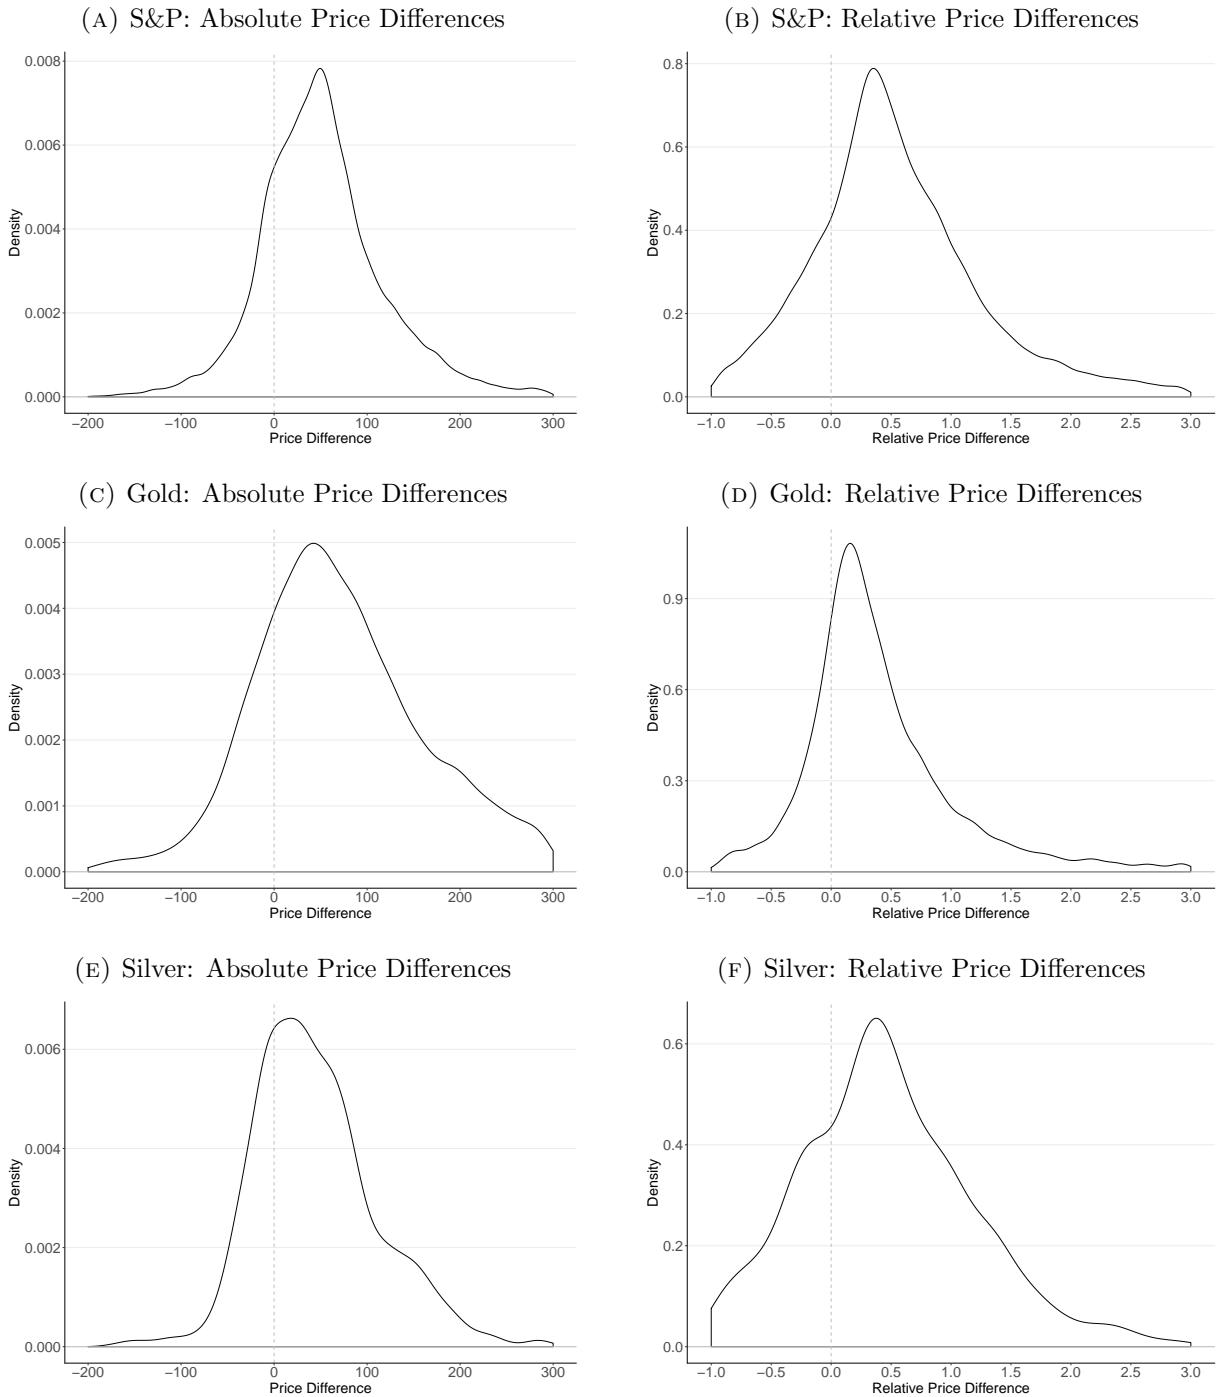 (A) S&P: Absolute Price Differences
0.008
0.006
0.004
0.002
0.000
Density
−200 −100 0 100 200 300
Price Difference
(B) S&P: Relative Price Differences
0.8
0.6
0.4
0.2
0.0
Density
−1.0 −0.5 0.0 0.5 1.0 1.5 2.0 2.5 3.0
Relative Price Difference
(C) Gold: Absolute Price Differences
0.005
0.004
0.003
0.002
0.001
0.000
Density
−200 −100 0 100 200 300
Price Difference
(D) Gold: Relative Price Differences
0.9
0.6
0.3
0.0
Density
−1.0 −0.5 0.0 0.5 1.0 1.5 2.0 2.5 3.0
Relative Price Difference
(E) Silver: Absolute Price Differences
0.006
0.004
0.002
0.000
Density
−200 −100 0 100 200 300
Price Difference
(F) Silver: Relative Price Differences
0.6
0.4
0.2
0.0
Density
−1.0 −0.5 0.0 0.5 1.0 1.5 2.0 2.5 3.0
Relative Price Difference